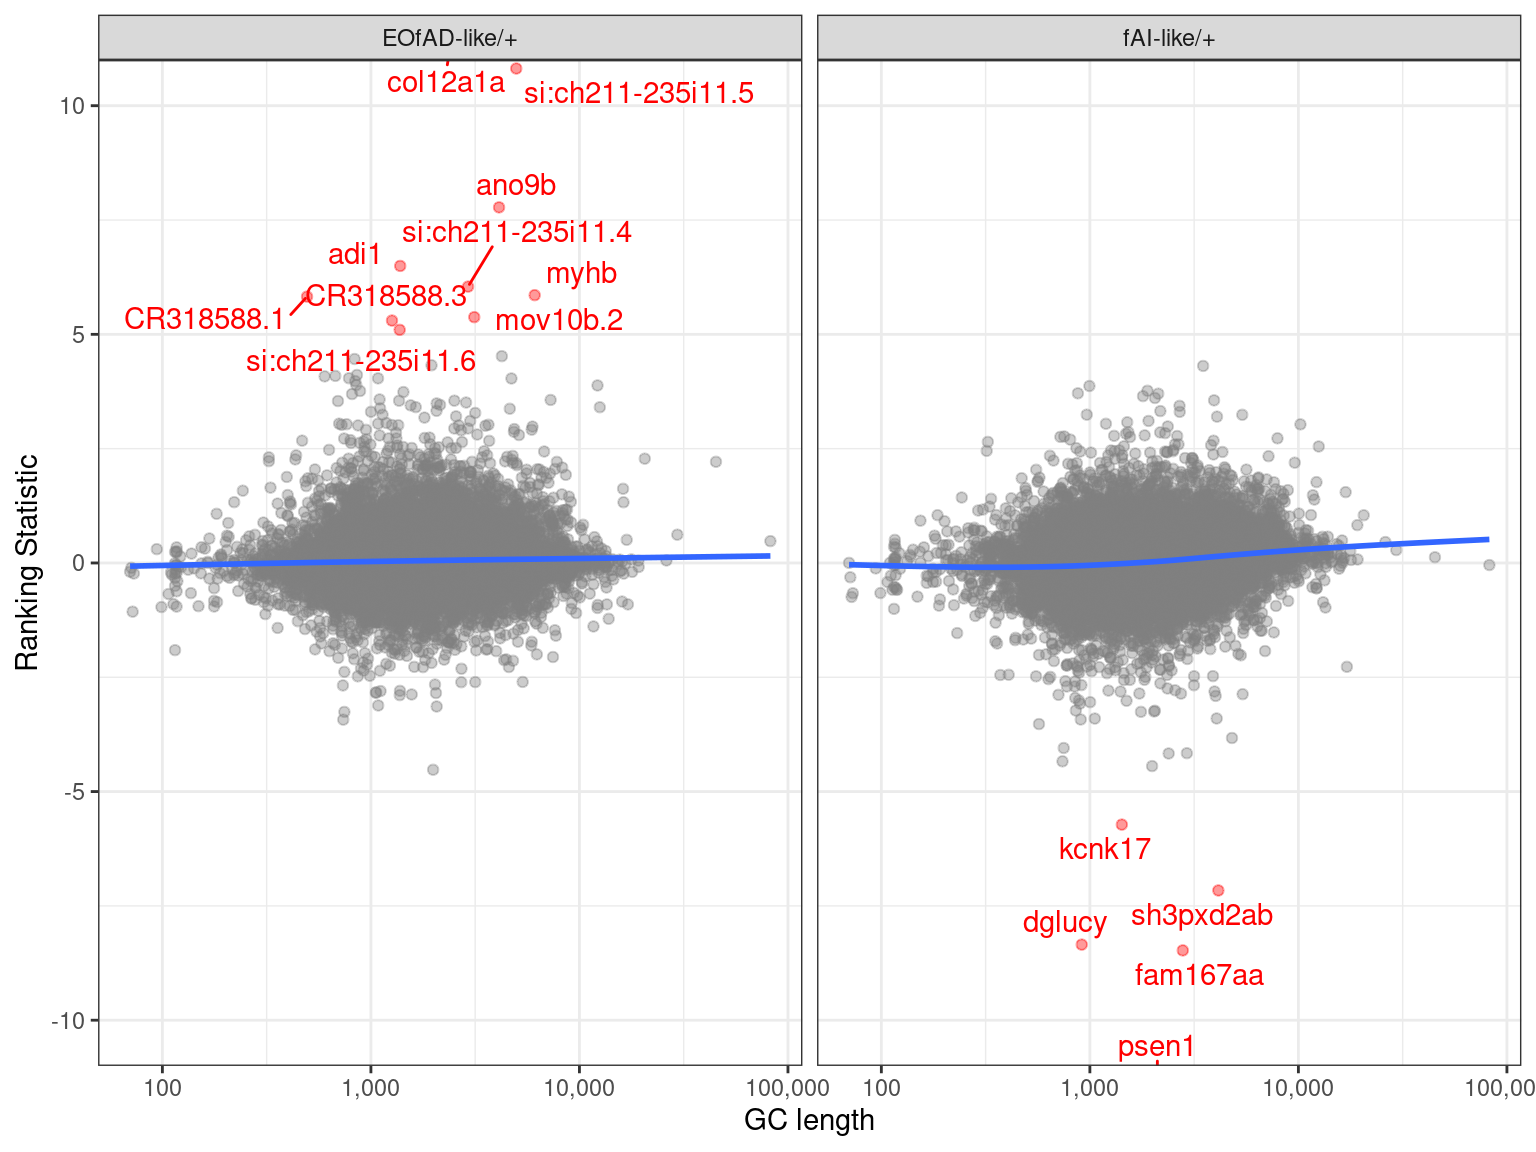 EOfAD-like/+
fAI-like/+
col12a1a
si:ch211-235i11.5
10
ano9b
si:ch211-235i11.4
adi1
myhb
CR318588.3
CR318588.1
mov10b.2
5
si:ch211-235i11.6
Ranking Statistic
0
-5
kcnk17
sh3pxd2ab
dglucy
fam167aa
-10
psen1
100
1,000
10,000
100,000
100
1,000
10,000
100,00
GC length